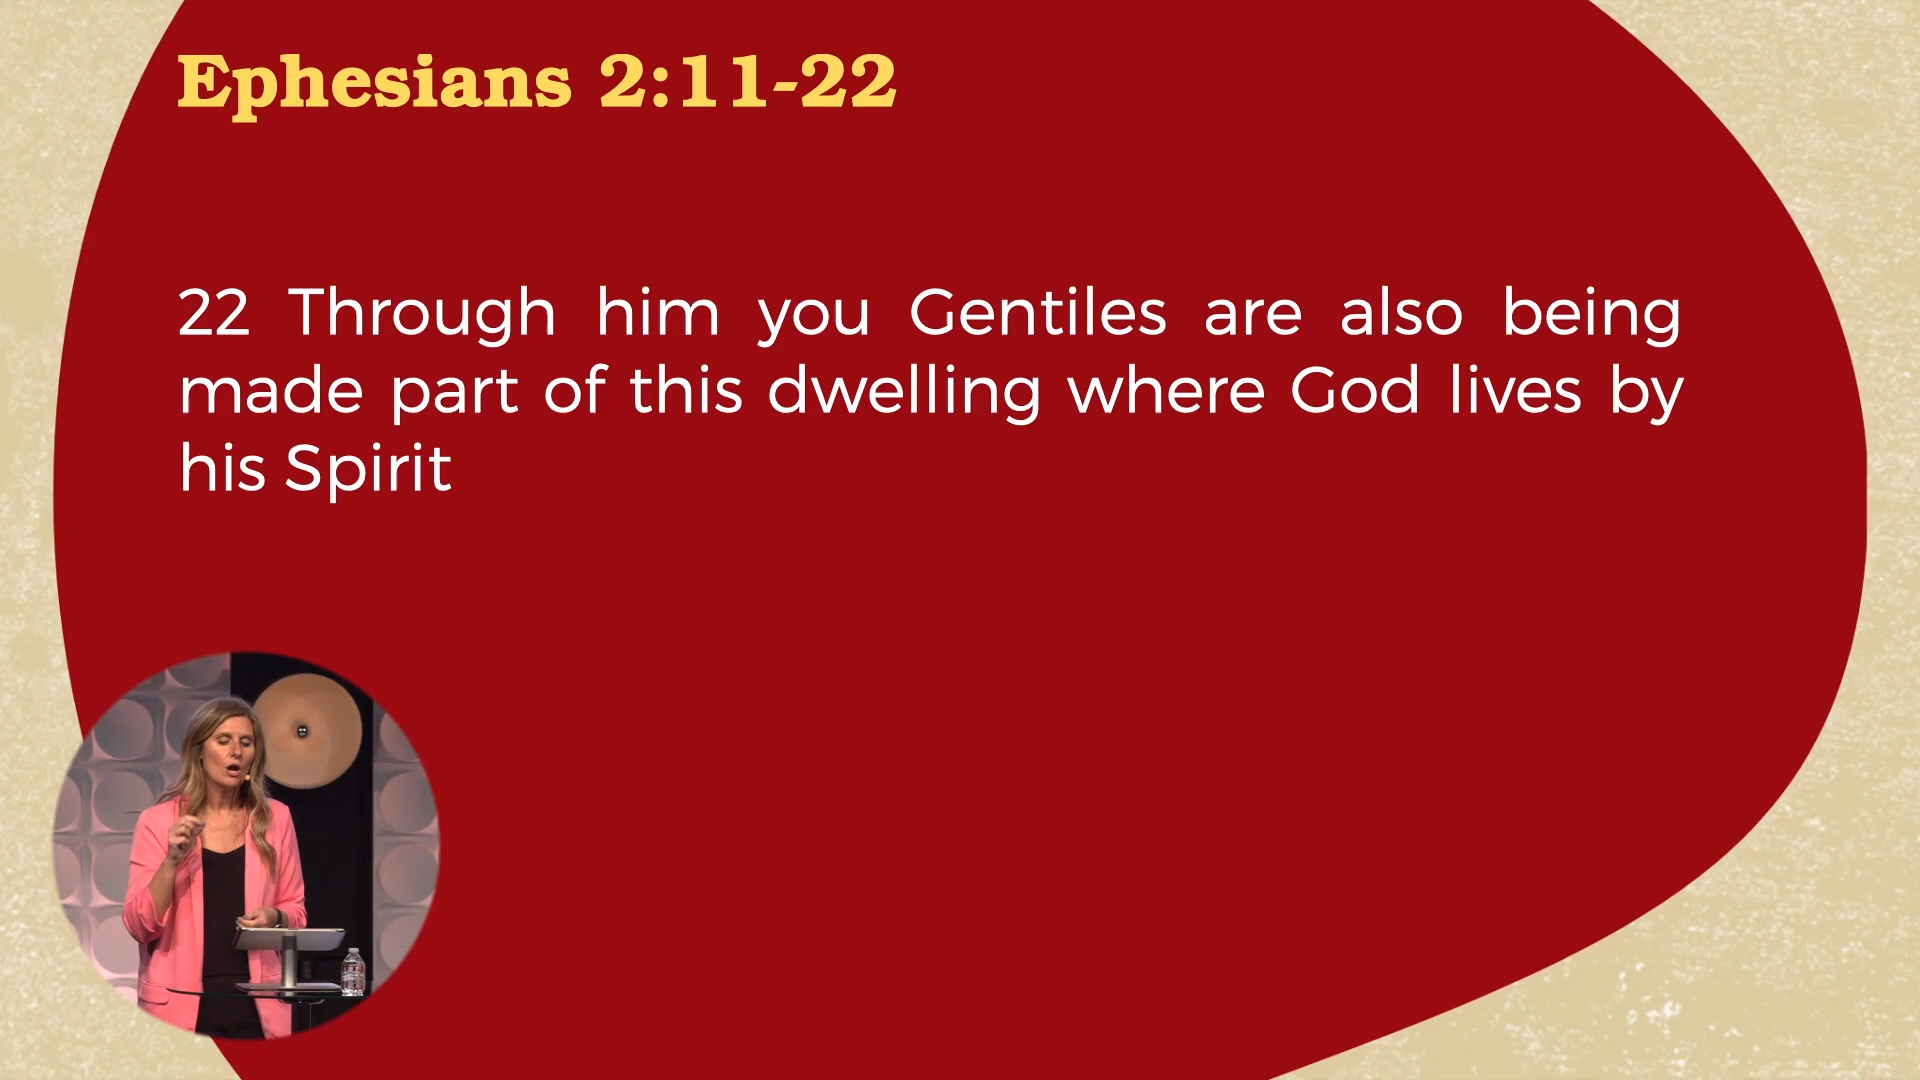 Ephesians 2:11-22
22 Through him you Gentiles are also being
made part of this dwelling where God lives by
his Spirit